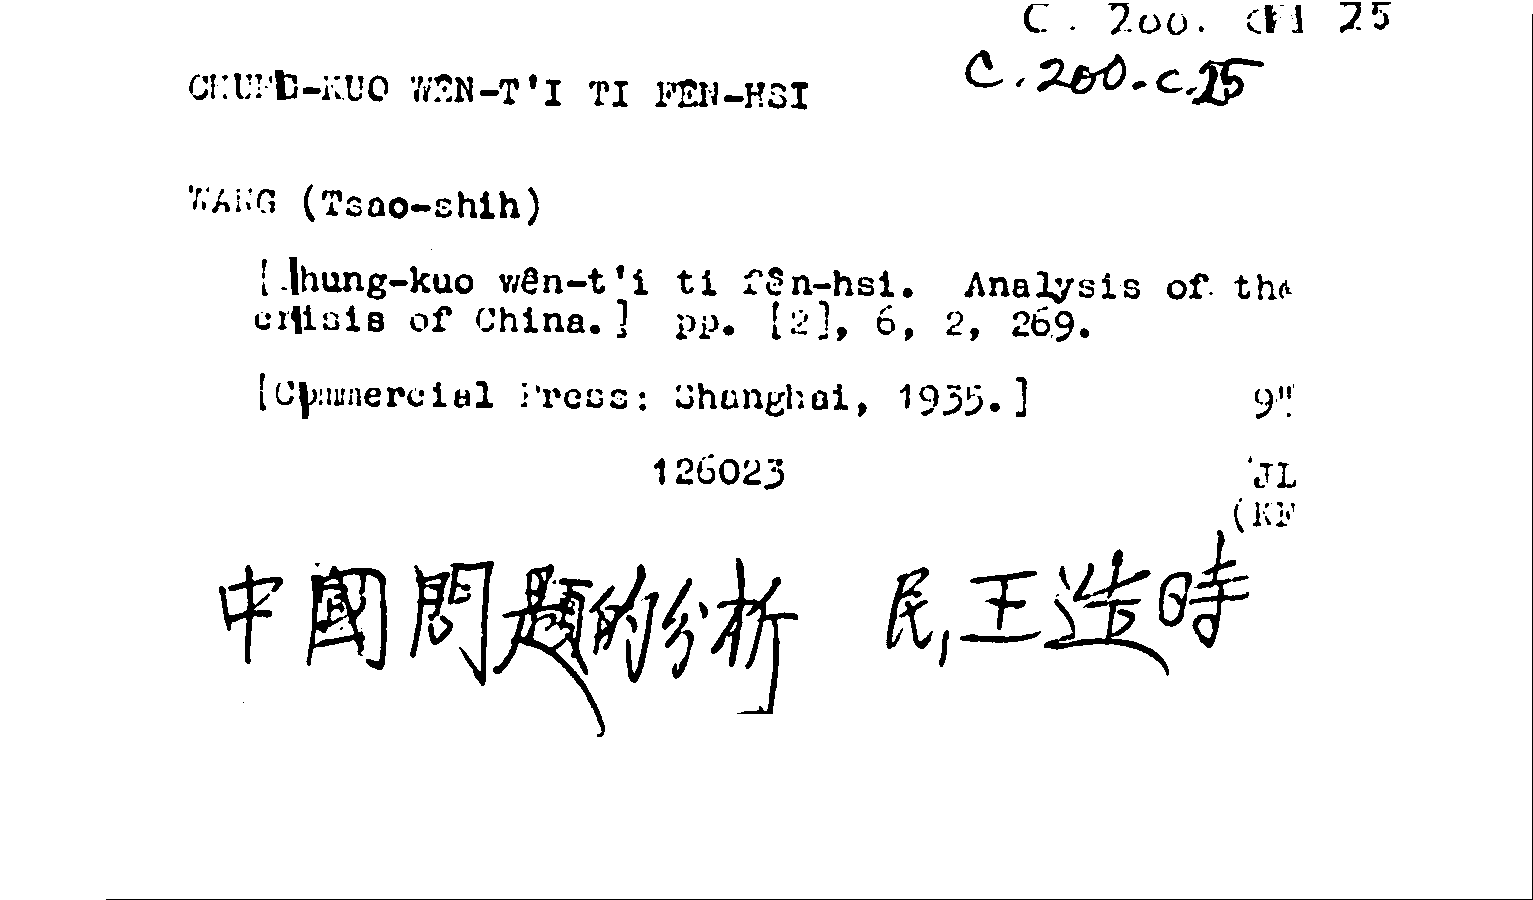 C. 200. 25
C.200.c.25
CHUNG-KUO WÊN-T'I TI FÊN-HSI
WANG (Tsao-shih)
[Chung-kuo wên-t'i ti fên-hsi. Analysis of the
crisis of China.] pp. [2], 6, 2, 269.
[Commercial Press: Shanghai, 1935.] 9"
126023 JL
(KF
中國問題的分析 民,王造時